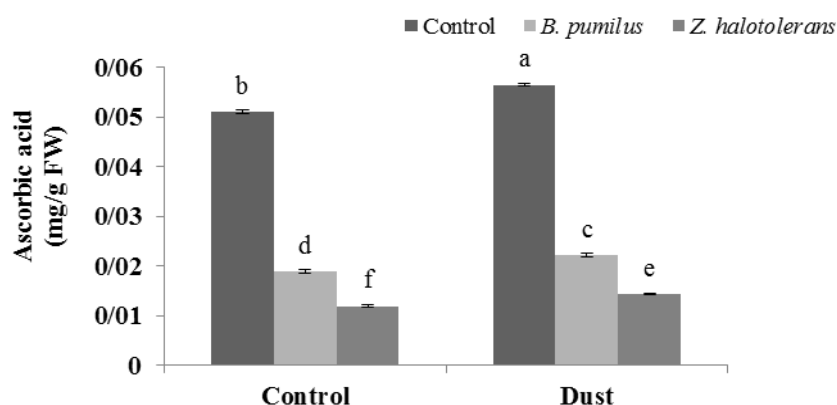 Control B. pumilus Z. halotolerans
Ascorbic acid
(mg/g FW)
0/06
0/05
0/04
0/03
0/02
0/01
0
b
d
f
a
c
e
Control Dust